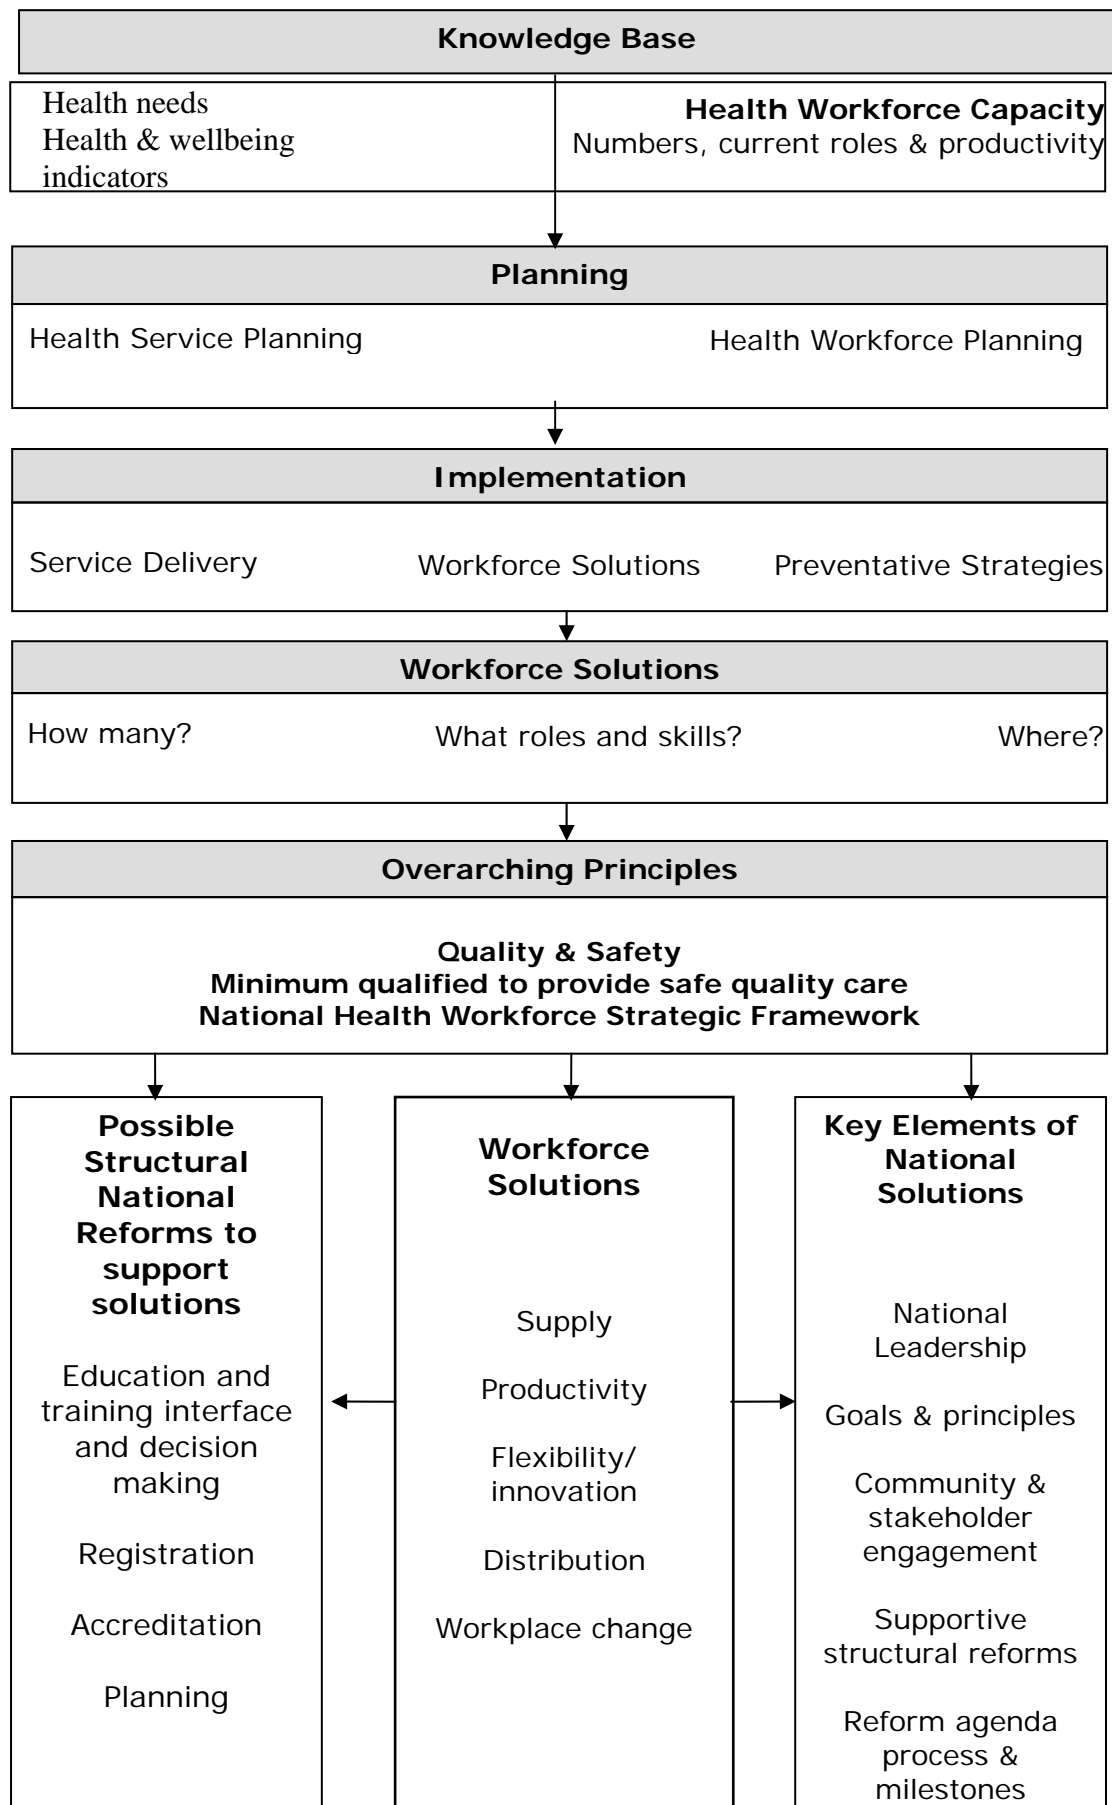 Knowledge Base
Health needs
Health & wellbeing
indicators
Health Workforce Capacity
Numbers, current roles & productivity
Planning
Health Service Planning
Health Workforce Planning
Implementation
Service Delivery
Workforce Solutions
Preventative Strategies
Workforce Solutions
How many?
What roles and skills?
Where?
Overarching Principles
Quality & Safety
Minimum qualified to provide safe quality care
National Health Workforce Strategic Framework
Possible
Structural
National
Reforms to
support
solutions
Education and
training interface
and decision
making
Registration
Accreditation
Planning
Workforce
Solutions
Supply
Productivity
Flexibility/
innovation
Distribution
Workplace change
Key Elements of
National
Solutions
National
Leadership
Goals & principles
Community &
stakeholder
engagement
Supportive
structural reforms
Reform agenda
process &
milestones